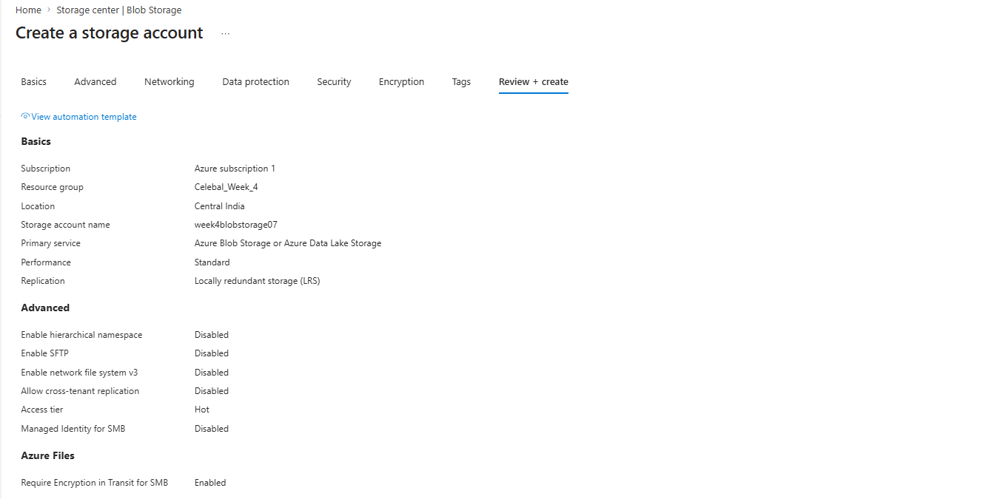 Home > Storage center | Blob Storage
Create a storage account ...
Basics Advanced Networking Data protection Security Encryption Tags Review + create
View automation template
Basics
Subscription Azure subscription 1
Resource group Celebal_Week_4
Location Central India
Storage account name week4blobstorage07
Primary service Azure Blob Storage or Azure Data Lake Storage
Performance Standard
Replication Locally redundant storage (LRS)
Advanced
Enable hierarchical namespace Disabled
Enable SFTP Disabled
Enable network file system v3 Disabled
Allow cross-tenant replication Disabled
Access tier Hot
Managed Identity for SMB Disabled
Azure Files
Require Encryption in Transit for SMB Enabled